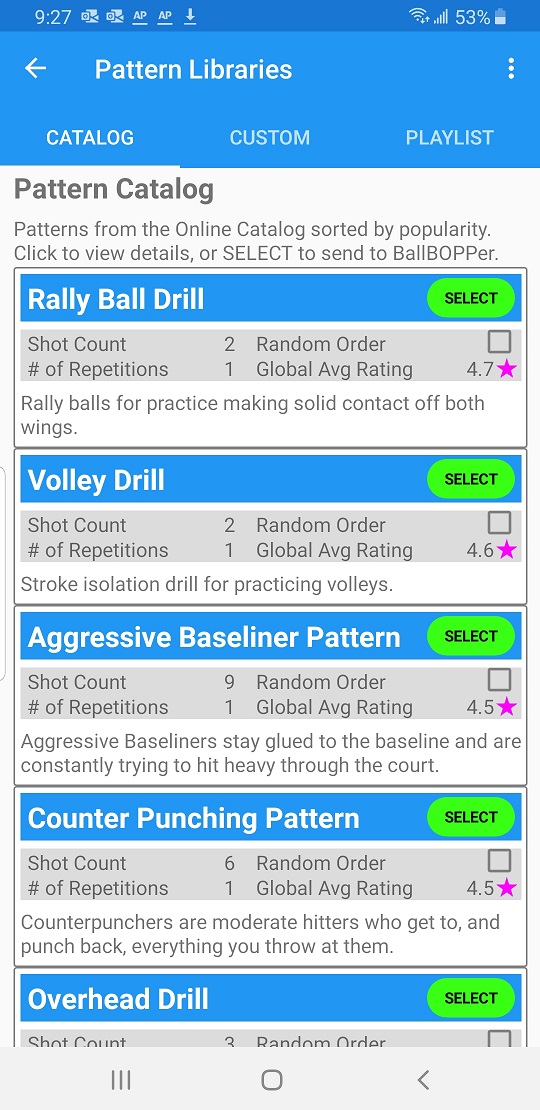 9:27 AP AP 53%
Pattern Libraries
CATALOG CUSTOM PLAYLIST
Pattern Catalog
Patterns from the Online Catalog sorted by popularity.
Click to view details, or SELECT to send to BallBOPPer.
Rally Ball Drill SELECT
Shot Count 2 Random Order
# of Repetitions 1 Global Avg Rating 4.7★
Rally balls for practice making solid contact off both
wings.
Volley Drill SELECT
Shot Count 2 Random Order
# of Repetitions 1 Global Avg Rating 4.6★
Stroke isolation drill for practicing volleys.
Aggressive Baseliner Pattern SELECT
Shot Count 9 Random Order
# of Repetitions 1 Global Avg Rating 4.5★
Aggressive Baseliners stay glued to the baseline and are
constantly trying to hit heavy through the court.
Counter Punching Pattern SELECT
Shot Count 6 Random Order
# of Repetitions 1 Global Avg Rating 4.5★
Counterpunchers are moderate hitters who get to, and
punch back, everything you throw at them.
Overhead Drill SELECT
Shot Count 3 Random Order